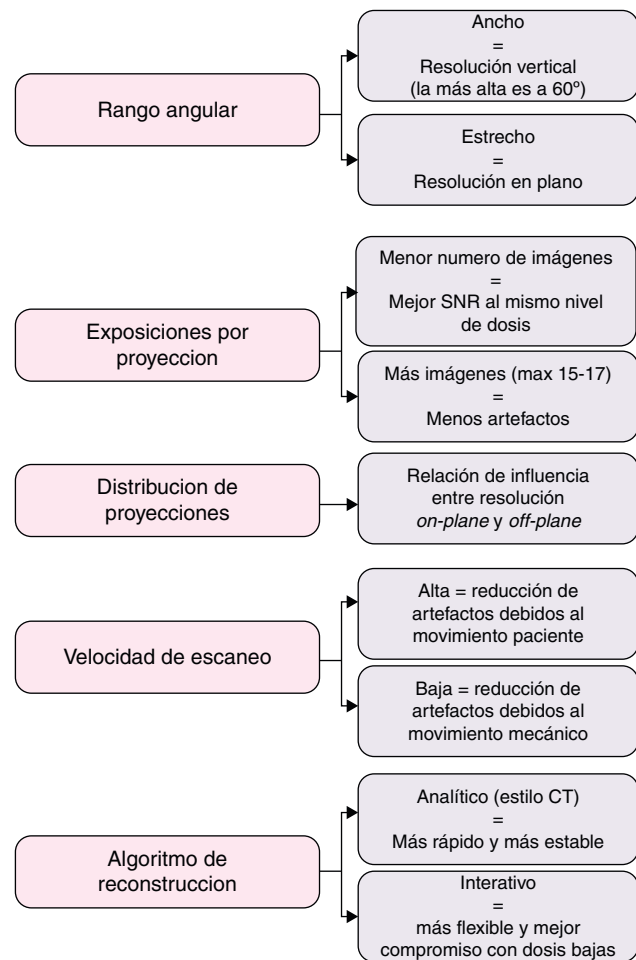 Rango angular
Ancho
=
Resolución vertical
(la más alta es a 60º)
Estrecho
=
Resolución en plano
Exposiciones por
proyeccion
Menor numero de imágenes
=
Mejor SNR al mismo nivel
de dosis
Más imágenes (max 15-17)
=
Menos artefactos
Distribucion de
proyecciones
Relación de influencia
entre resolución
on-plane y off-plane
Velocidad de escaneo
Alta = reducción de
artefactos debidos al
movimiento paciente
Baja = reducción de
artefactos debidos al
movimiento mecánico
Algoritmo de
reconstruccion
Analítico (estilo CT)
=
Más rápido y más estable
Interativo
=
más flexible y mejor
compromiso con dosis bajas